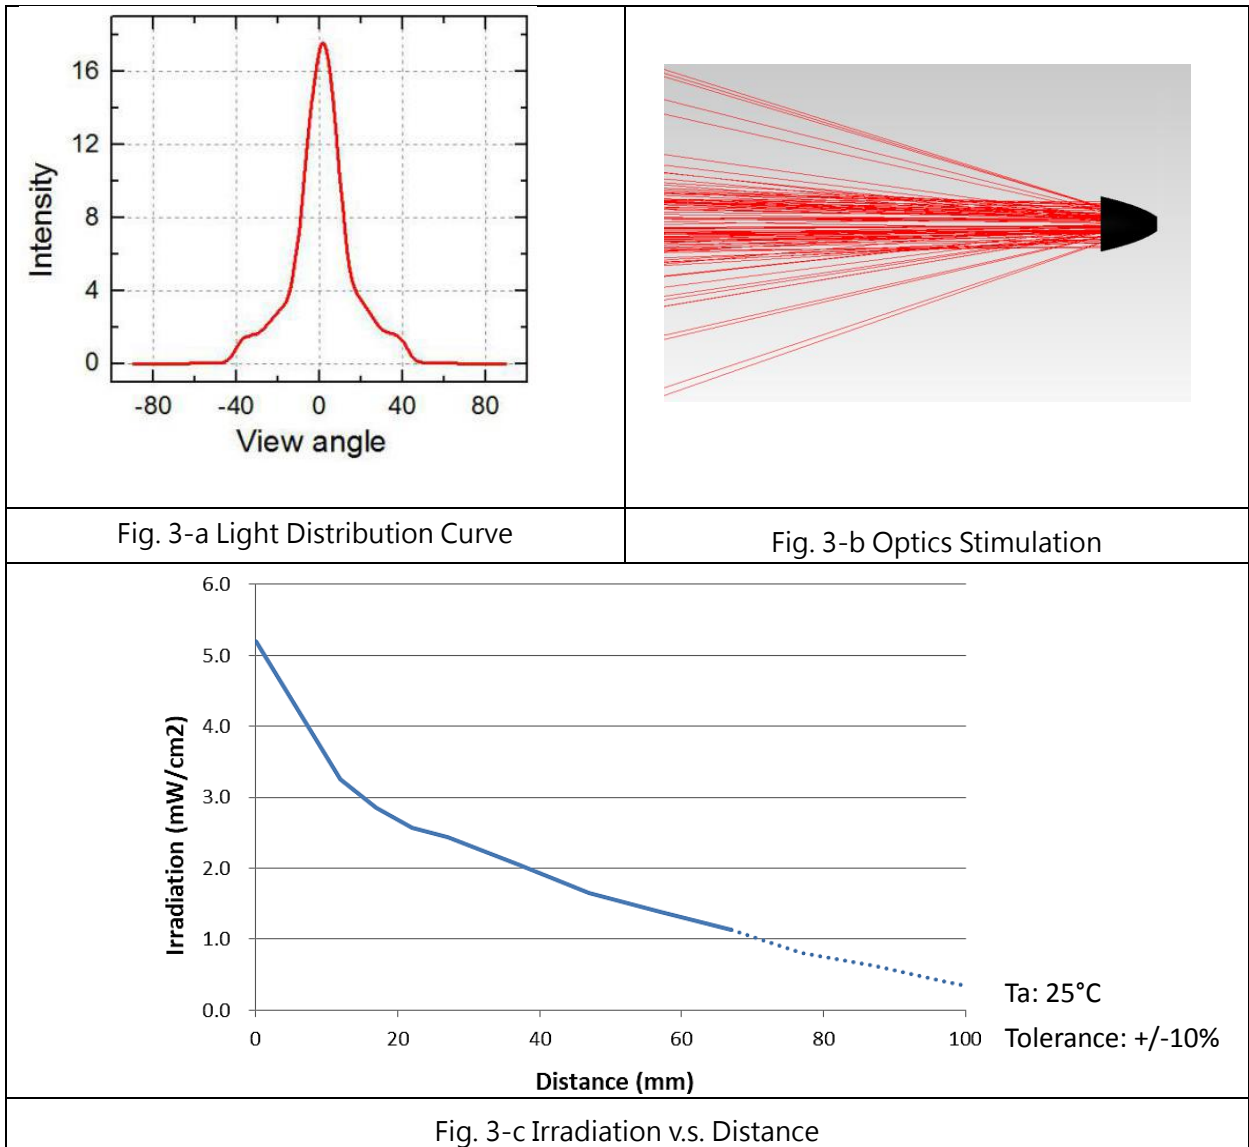 16
12
8
4
0
Intensity
-80 -40 0 40 80
View angle
Fig. 3-a Light Distribution Curve
Fig. 3-b Optics Stimulation
6.0
5.0
4.0
3.0
2.0
1.0
0.0
Irradiation (mW/cm2)
0 20 40 60 80 100
Distance (mm)
Ta: 25°C
Tolerance: +/-10%
Fig. 3-c Irradiation v.s. Distance